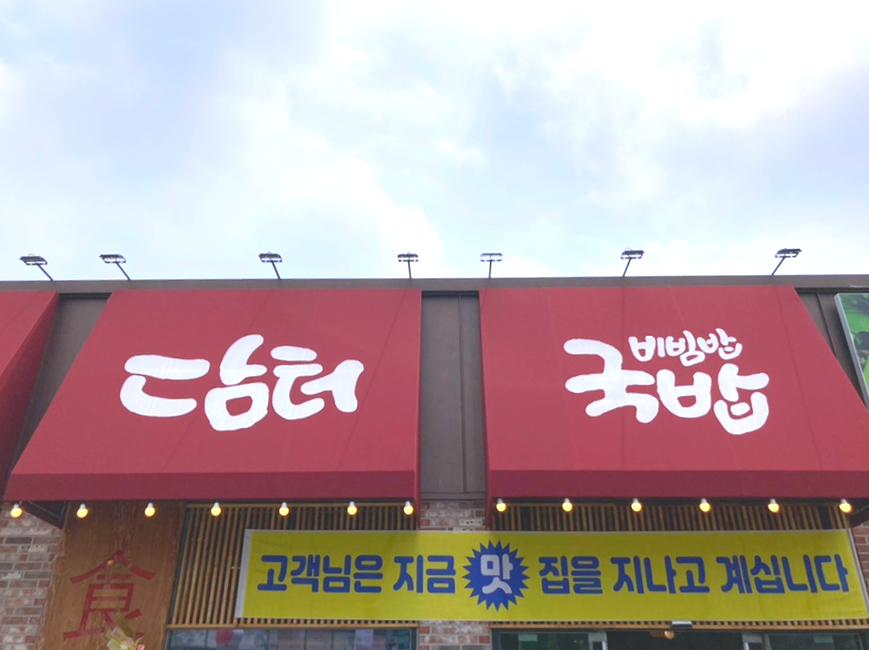 담터
비빔밥
국밥
고객님은 지금 맛 집을 지나고 계십니다
食